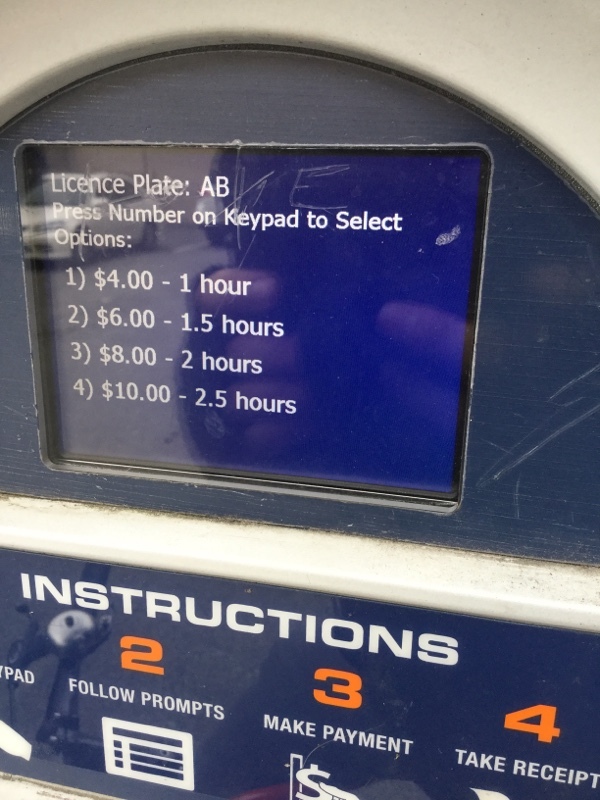 Licence Plate: AB
Press Number on Keypad to Select
Options:
1) $4.00 - 1 hour
2) $6.00 - 1.5 hours
3) $8.00 - 2 hours
4) $10.00 - 2.5 hours
INSTRUCTIONS
2
3
4
YPAD
FOLLOW PROMPTS
MAKE PAYMENT
TAKE RECEIPT
$